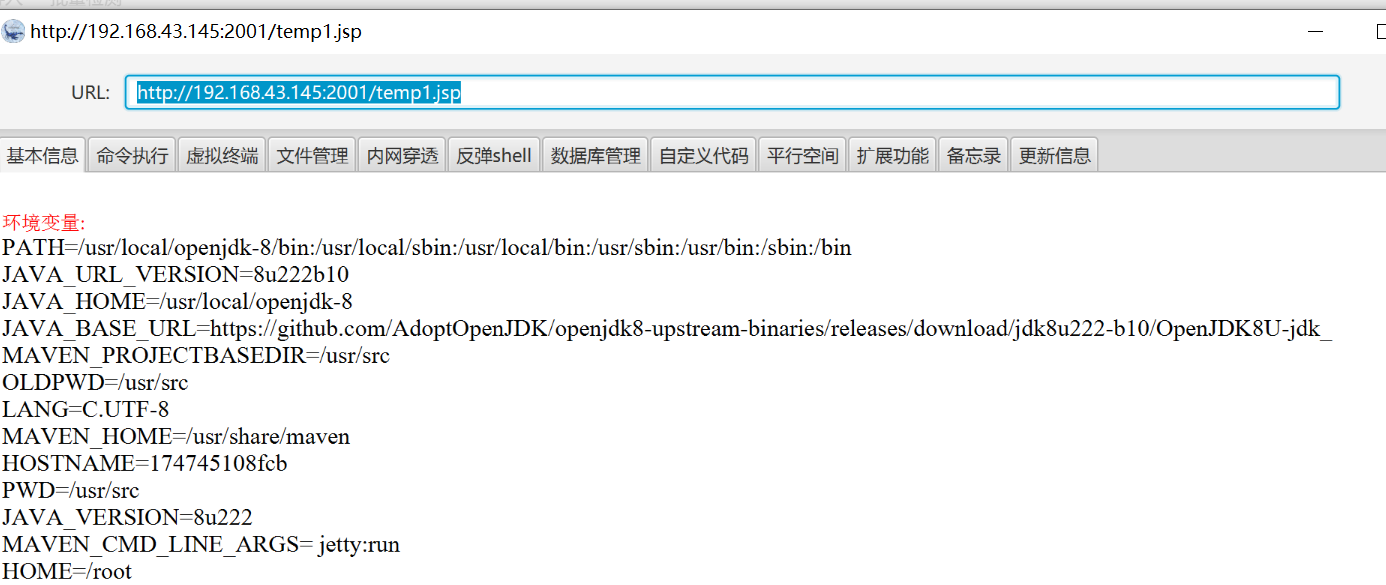 批量检测
http://192.168.43.145:2001/temp1.jsp
URL: http://192.168.43.145:2001/temp1.jsp
基本信息 命令执行 虚拟终端 文件管理 内网穿透 反弹shell 数据库管理 自定义代码 平行空间 扩展功能 备忘录 更新信息
环境变量:
PATH=/usr/local/openjdk-8/bin:/usr/local/sbin:/usr/local/bin:/usr/sbin:/usr/bin:/sbin:/bin
JAVA_URL_VERSION=8u222b10
JAVA_HOME=/usr/local/openjdk-8
JAVA_BASE_URL=https://github.com/AdoptOpenJDK/openjdk8-upstream-binaries/releases/download/jdk8u222-b10/OpenJDK8U-jdk_
MAVEN_PROJECTBASEDIR=/usr/src
OLDPWD=/usr/src
LANG=C.UTF-8
MAVEN_HOME=/usr/share/maven
HOSTNAME=174745108fcb
PWD=/usr/src
JAVA_VERSION=8u222
MAVEN_CMD_LINE_ARGS= jetty:run
HOME=/root